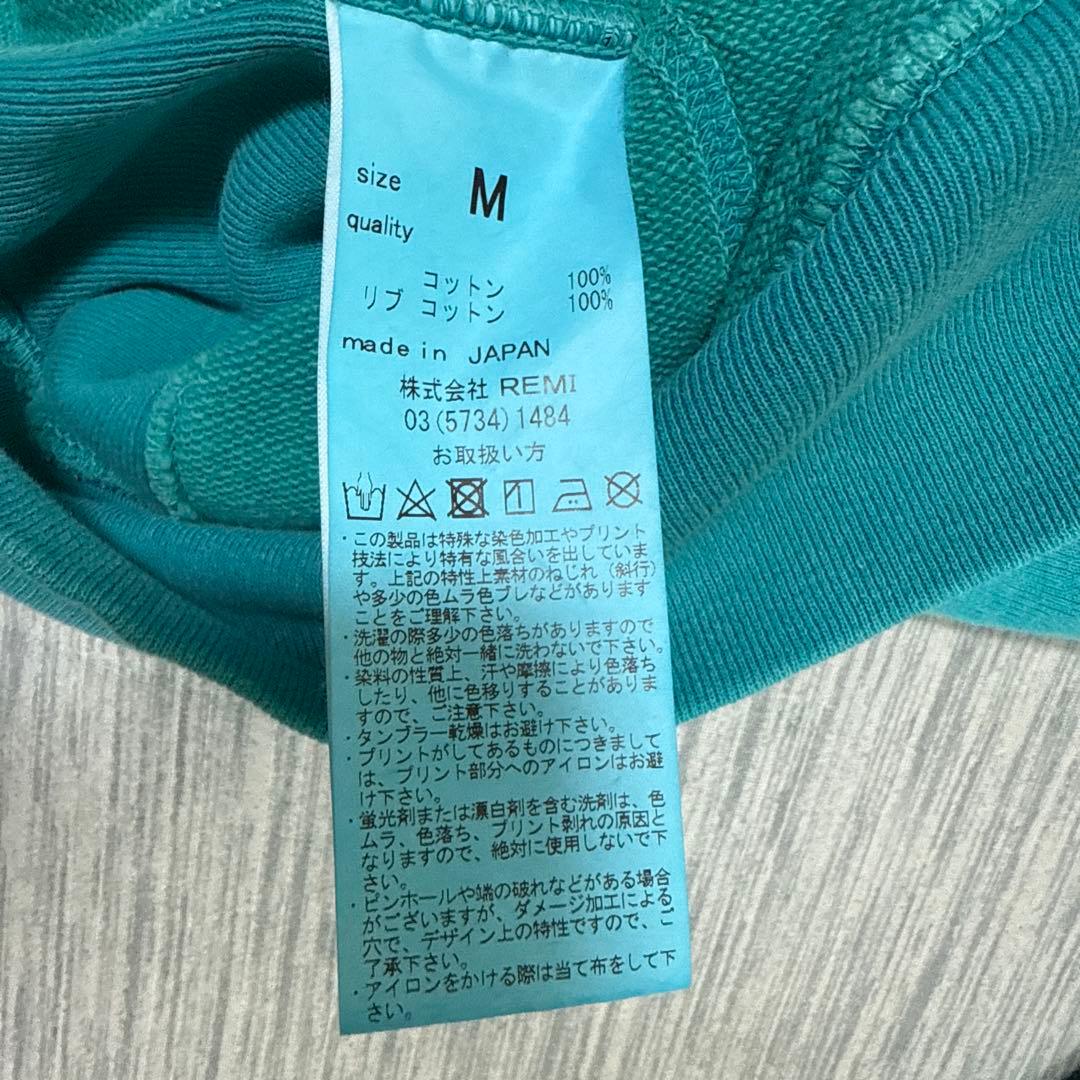 size M
quality
コットン 100%
リブ コットン 100%
made in JAPAN
株式会社 REMI
03(5734)1484
お取扱い方
・この製品は特殊な染色加工やプリント
技法により特有な風合いを出していま
す。上記の特性上素材のねじれ（斜行）
や多少の色ムラ色ブレなどがあります
ことをご理解下さい。
・洗濯の際多少の色落ちがありますので
他の物と絶対一緒に洗わないで下さい。
・染料の性質上、汗や摩擦により色落ち
したり、他に色移りすることがありま
すので、ご注意下さい。
・タンブラー乾燥はお避け下さい。
・プリントがしてあるものにつきまして
は、プリント部分へのアイロンはお避
け下さい。
・蛍光剤または漂白剤を含む洗剤は、色
ムラ、色落ち、プリント剥れの原因と
なりますので、絶対に使用しないで下
さい。
・ピンホールや端の破れなどがある場合
がございますが、ダメージ加工による
穴で、デザイン上の特性ですので、ご
了承下さい。
・アイロンをかける際は当て布をして下
さい。